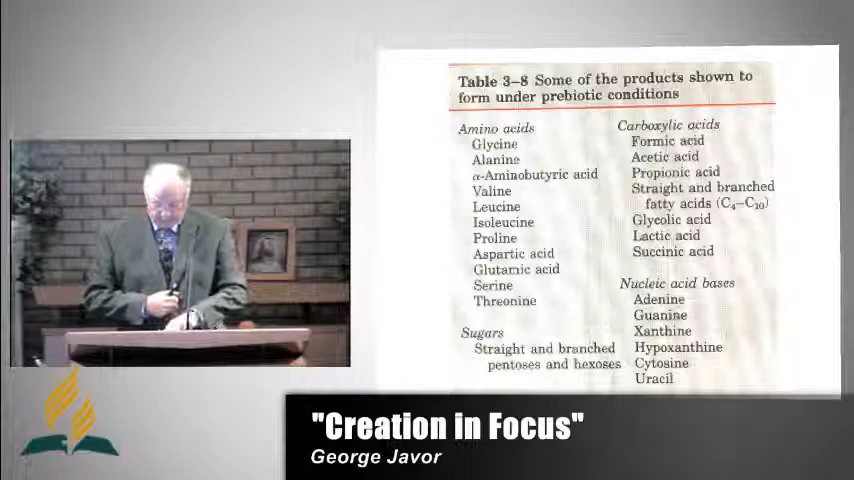 Table 3–8 Some of the products shown to
form under prebiotic conditions
Amino acids
Glycine
Alanine
α-Aminobutyric acid
Valine
Leucine
Isoleucine
Proline
Aspartic acid
Glutamic acid
Serine
Threonine
Sugars
Straight and branched
pentoses and hexoses
Carboxylic acids
Formic acid
Acetic acid
Propionic acid
Straight and branched
fatty acids (C₄–C₁₀)
Glycolic acid
Lactic acid
Succinic acid
Nucleic acid bases
Adenine
Guanine
Xanthine
Hypoxanthine
Cytosine
Uracil
"Creation in Focus"
George Javor